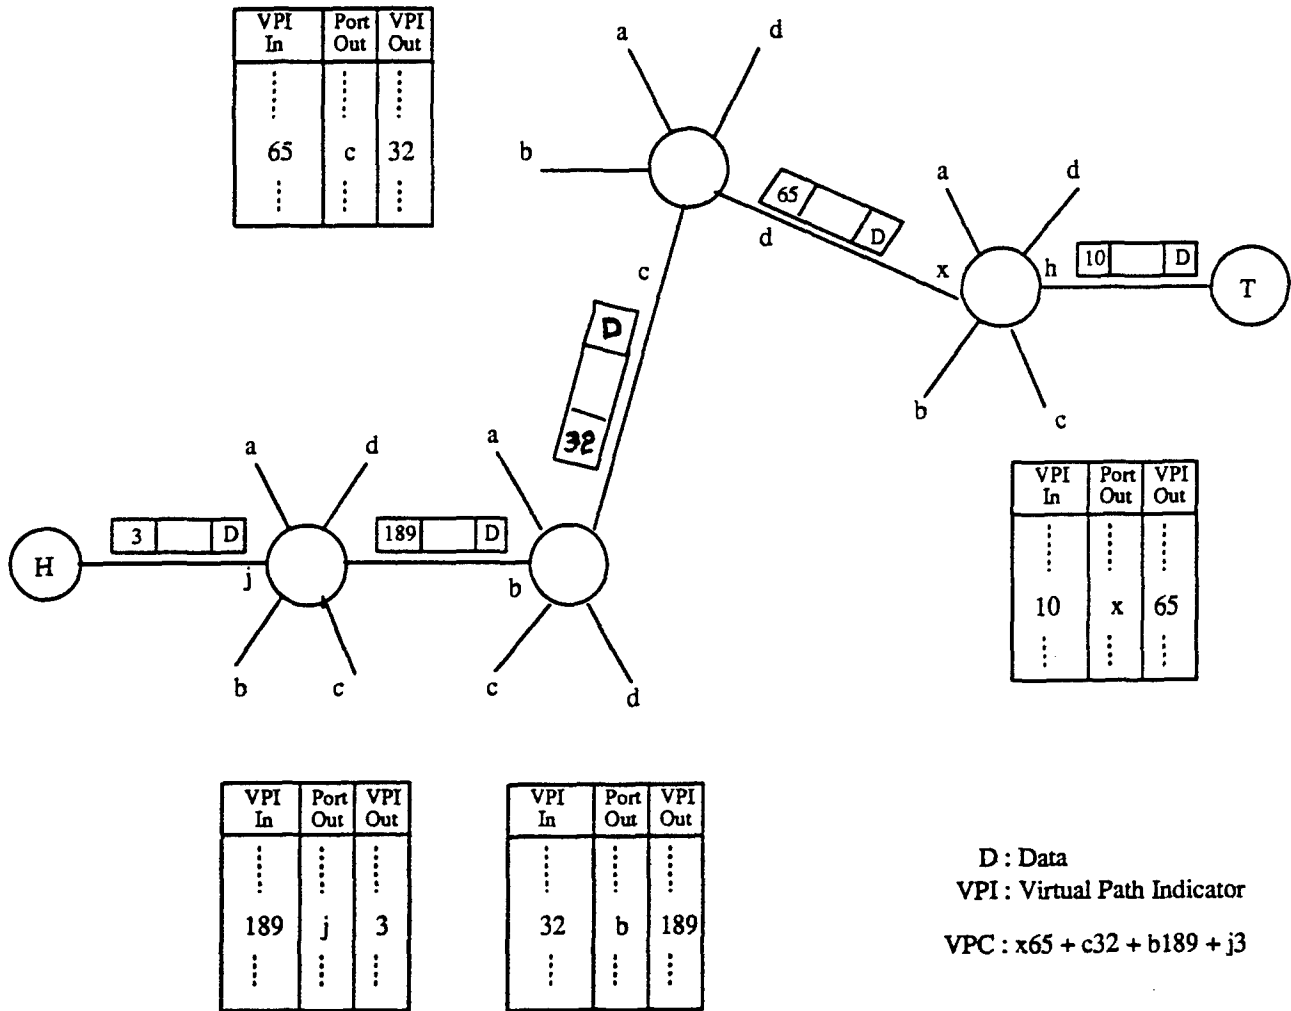 VPI In Port Out VPI Out
65 c 32
a
d
b
65 D
d
c
a
d
x
h
10 D
T
b
c
D
32
a
d
a
H
3 D
j
189 D
b
b
c
c
d
VPI In Port Out VPI Out
10 x 65
VPI In Port Out VPI Out
189 j 3
VPI In Port Out VPI Out
32 b 189
D : Data
VPI : Virtual Path Indicator
VPC : x65 + c32 + b189 + j3